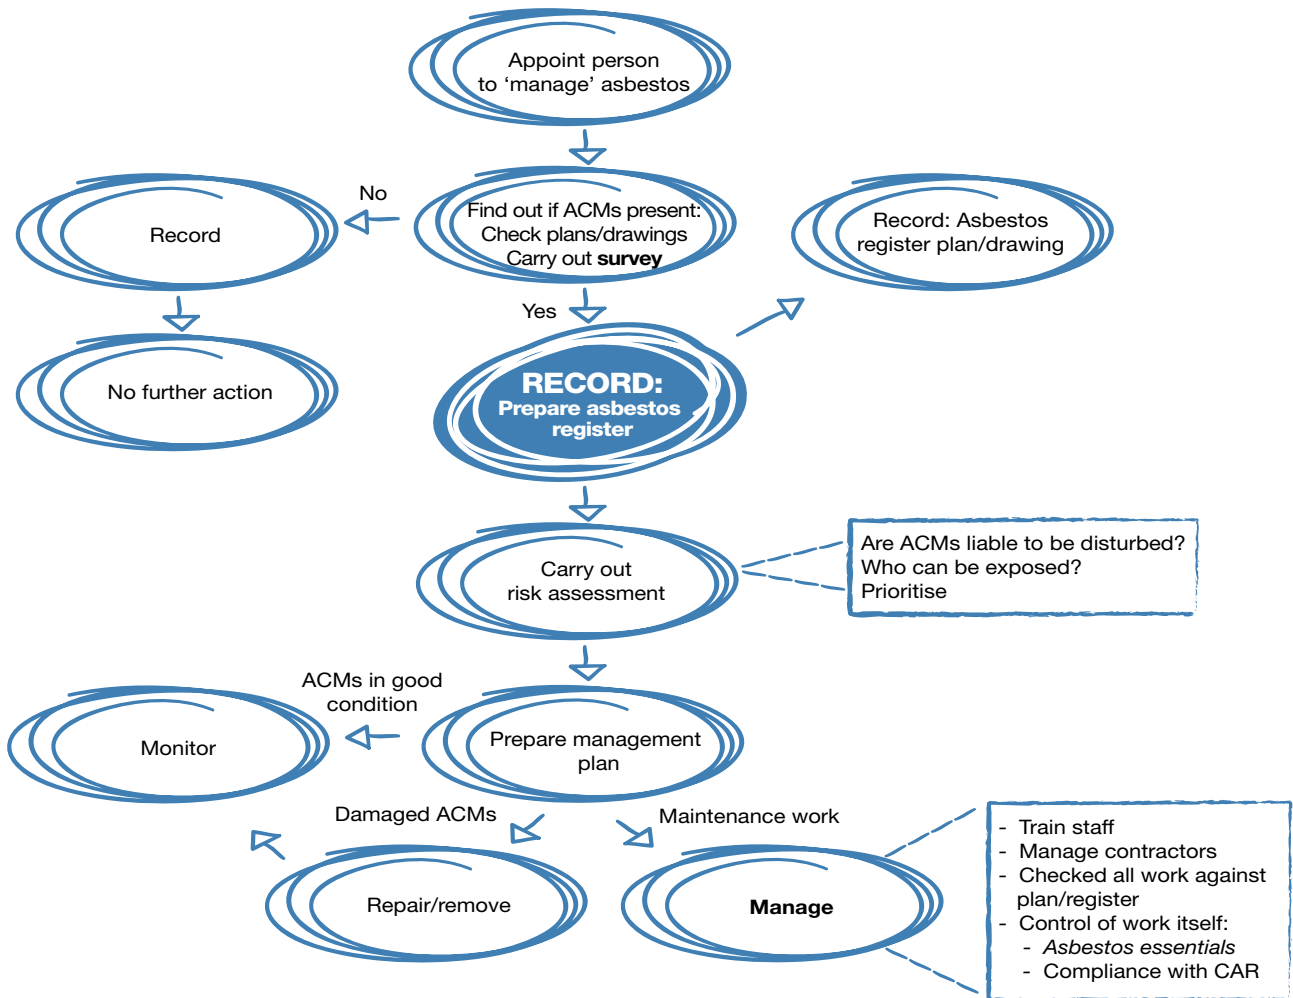 Appoint person
to ‘manage’ asbestos
No
Find out if ACMs present:
Check plans/drawings
Carry out survey
Record
Record: Asbestos
register plan/drawing
Yes
No further action
RECORD:
Prepare asbestos
register
Carry out
risk assessment
Are ACMs liable to be disturbed?
Who can be exposed?
Prioritise
ACMs in good
condition
Monitor
Prepare management
plan
Damaged ACMs
Maintenance work
Repair/remove
Manage
- Train staff
- Manage contractors
- Checked all work against
plan/register
- Control of work itself:
- Asbestos essentials
- Compliance with CAR